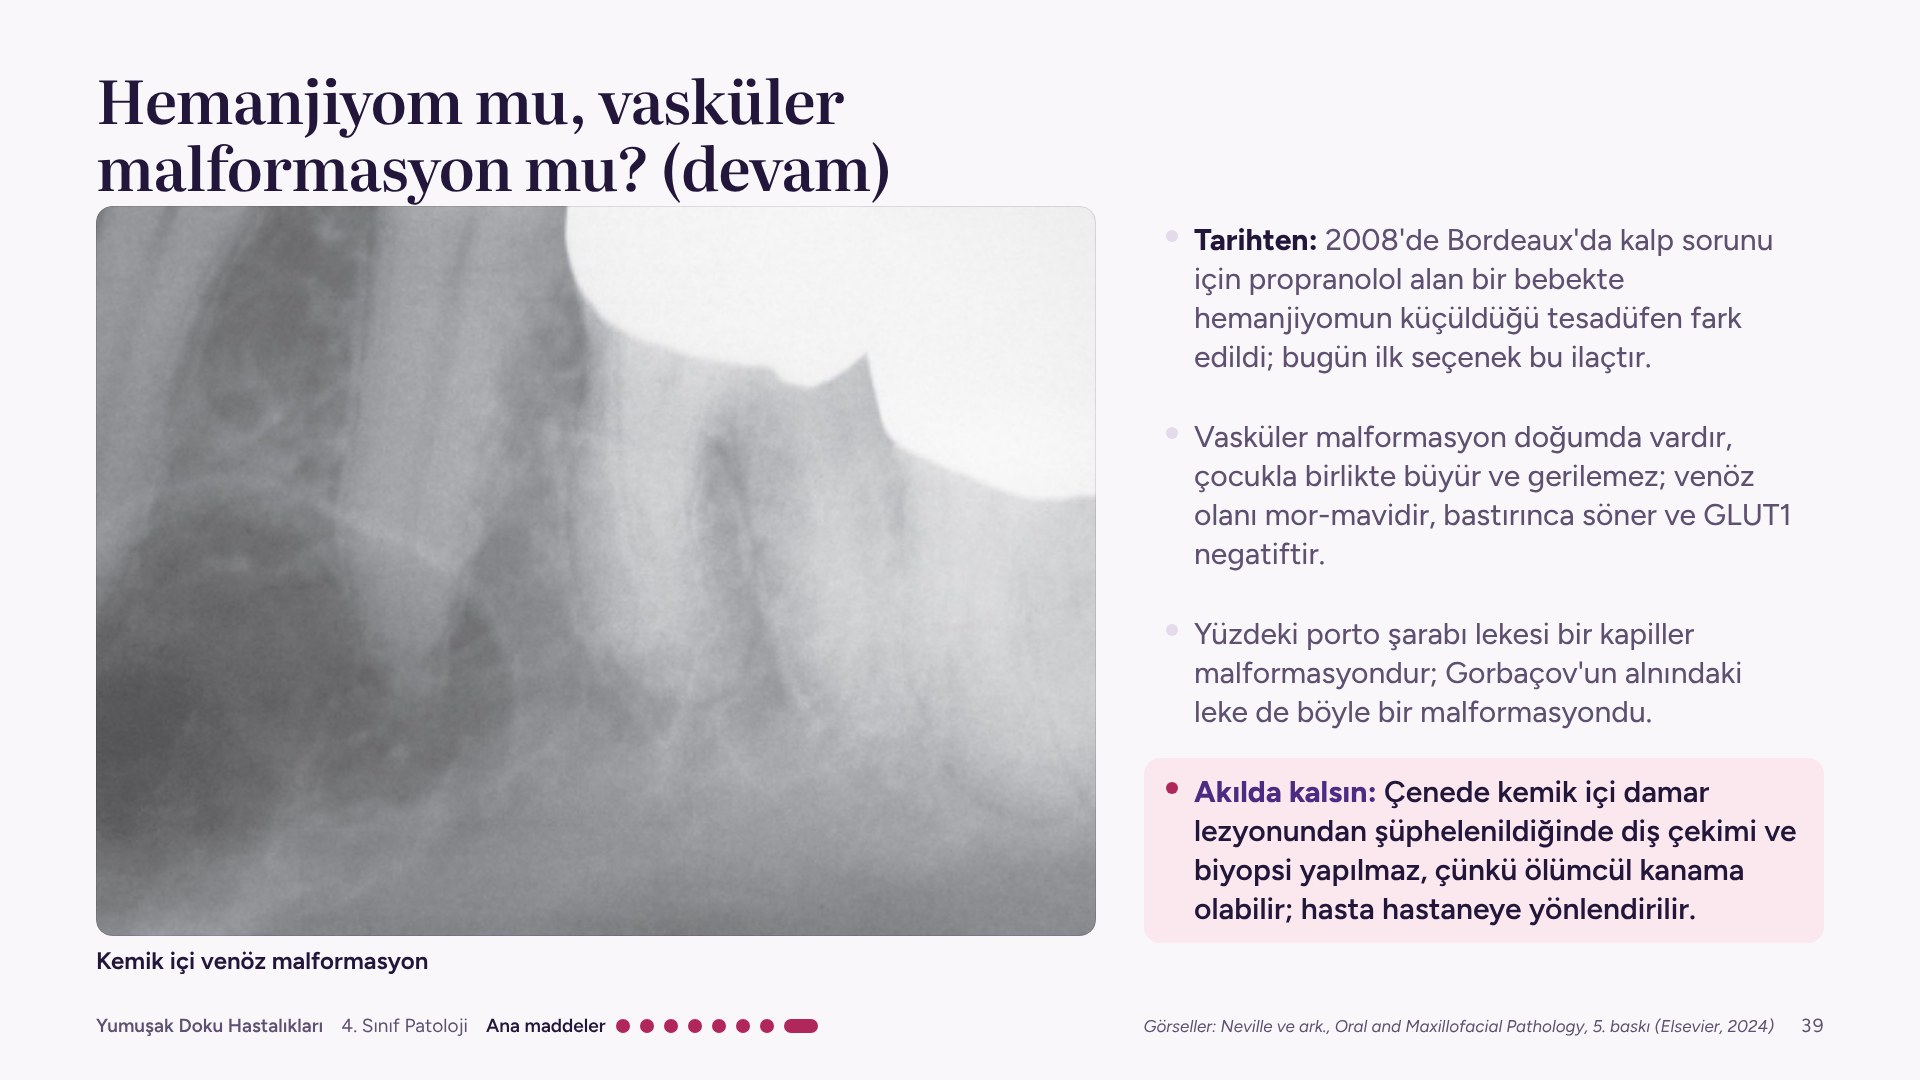 Hemanjiyom mu, vasküler
malformasyon mu? (devam)
Tarihten: 2008'de Bordeaux'da kalp sorunu
için propranolol alan bir bebekte
hemanjiyomun küçüldüğü tesadüfen fark
edildi; bugün ilk seçenek bu ilaçtır.
Vasküler malformasyon doğumda vardır,
çocukla birlikte büyür ve gerilemez; venöz
olanı mor-mavidir, bastırınca söner ve GLUT1
negatiftir.
Yüzdeki porto şarabı lekesi bir kapiller
malformasyondur; Gorbaçov'un alnındaki
leke de böyle bir malformasyondu.
Akılda kalsın: Çenede kemik içi damar
lezyonundan şüphelenildiğinde diş çekimi ve
biyopsi yapılmaz, çünkü ölümcül kanama
olabilir; hasta hastaneye yönlendirilir.
Kemik içi venöz malformasyon
Yumuşak Doku Hastalıkları 4. Sınıf Patoloji Ana maddeler
Görseller: Neville ve ark., Oral and Maxillofacial Pathology, 5. baskı (Elsevier, 2024) 39